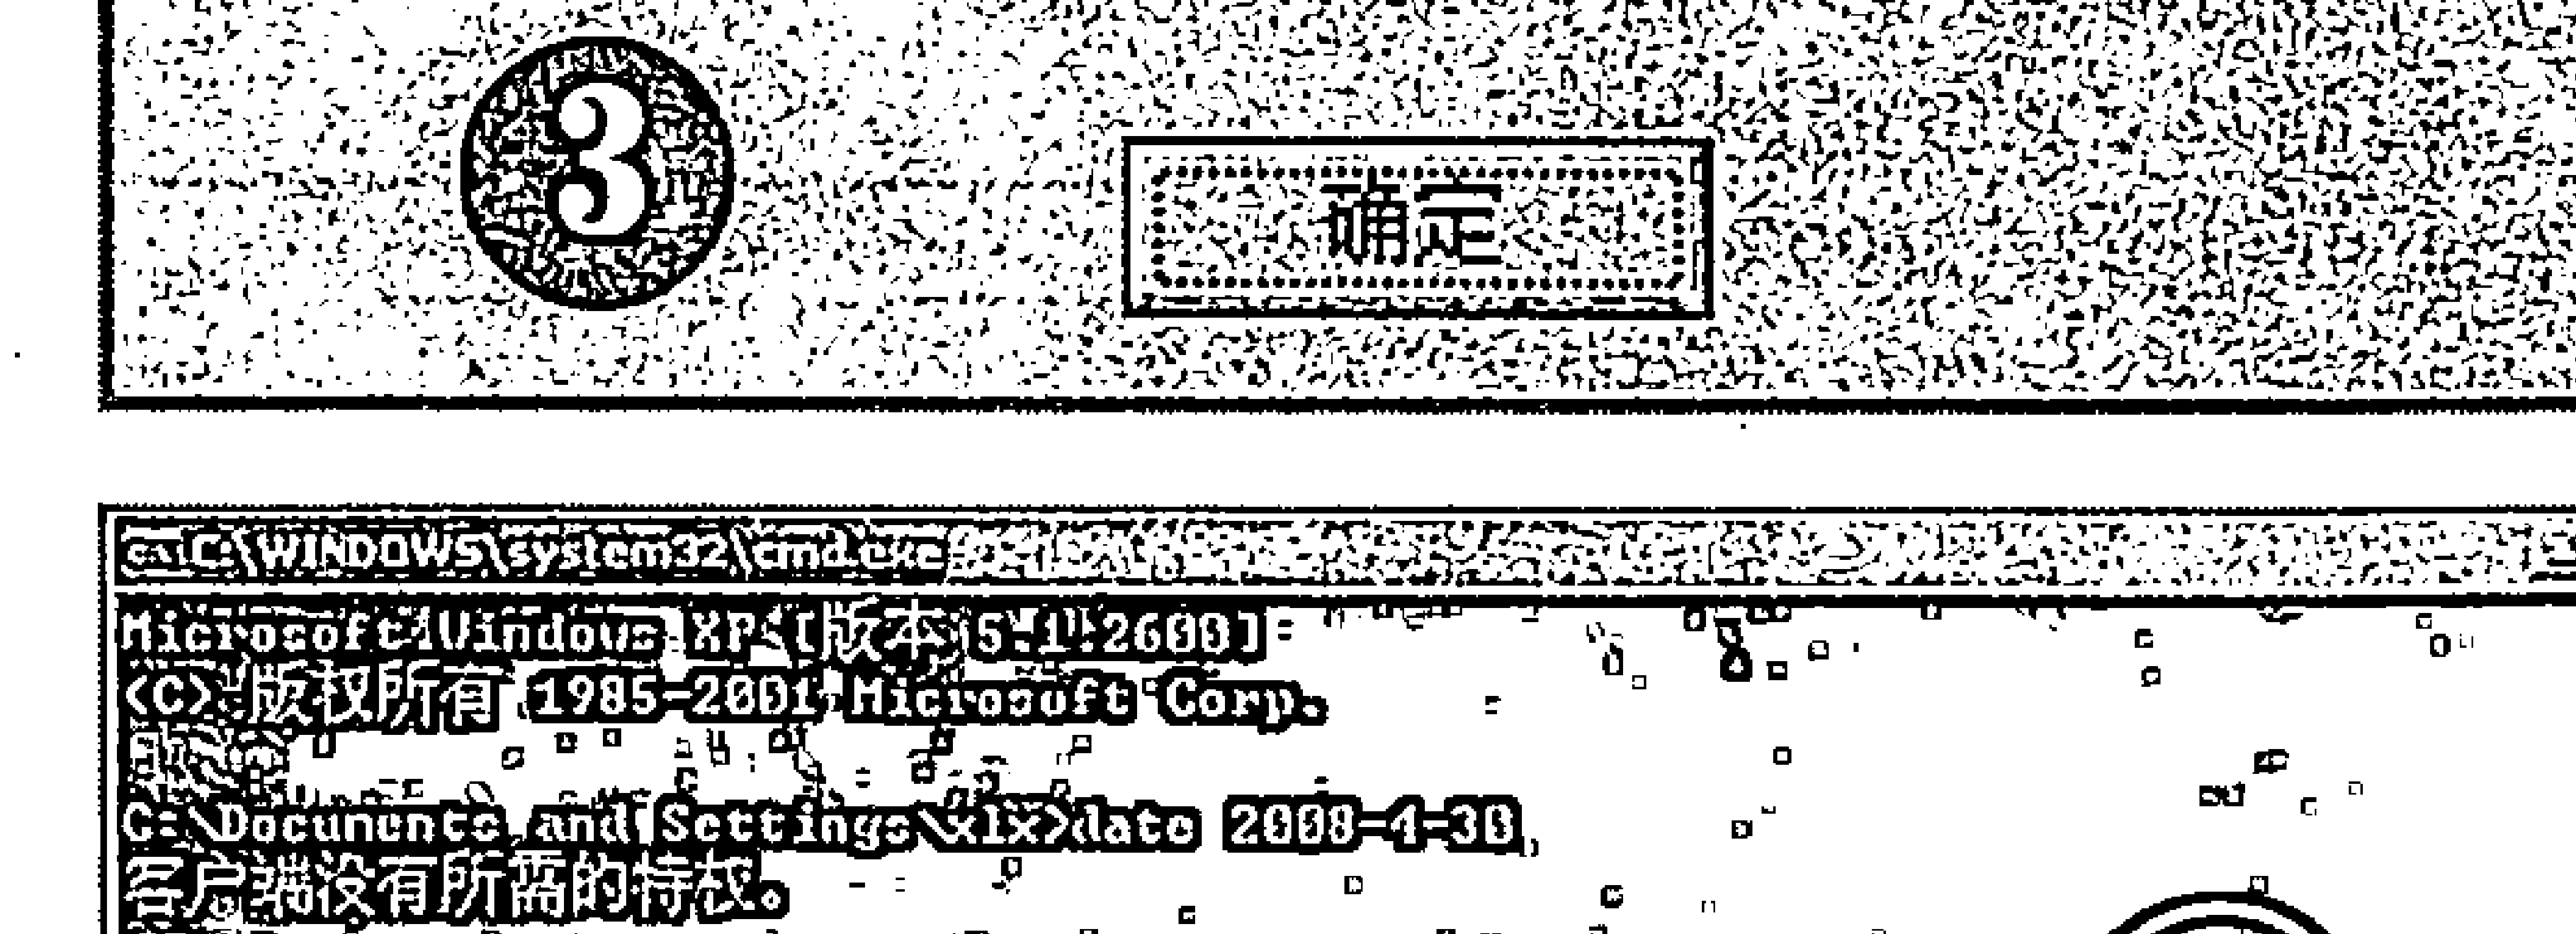 3
确定
C:\WINDOWS\system32\cmd.exe
Microsoft Windows XP [版本 5.1.2600]
(C) 版权所有 1985-2001 Microsoft Corp.
C:\Documents and Settings\xlx>date 2008-4-30
客户端没有所需的特权。